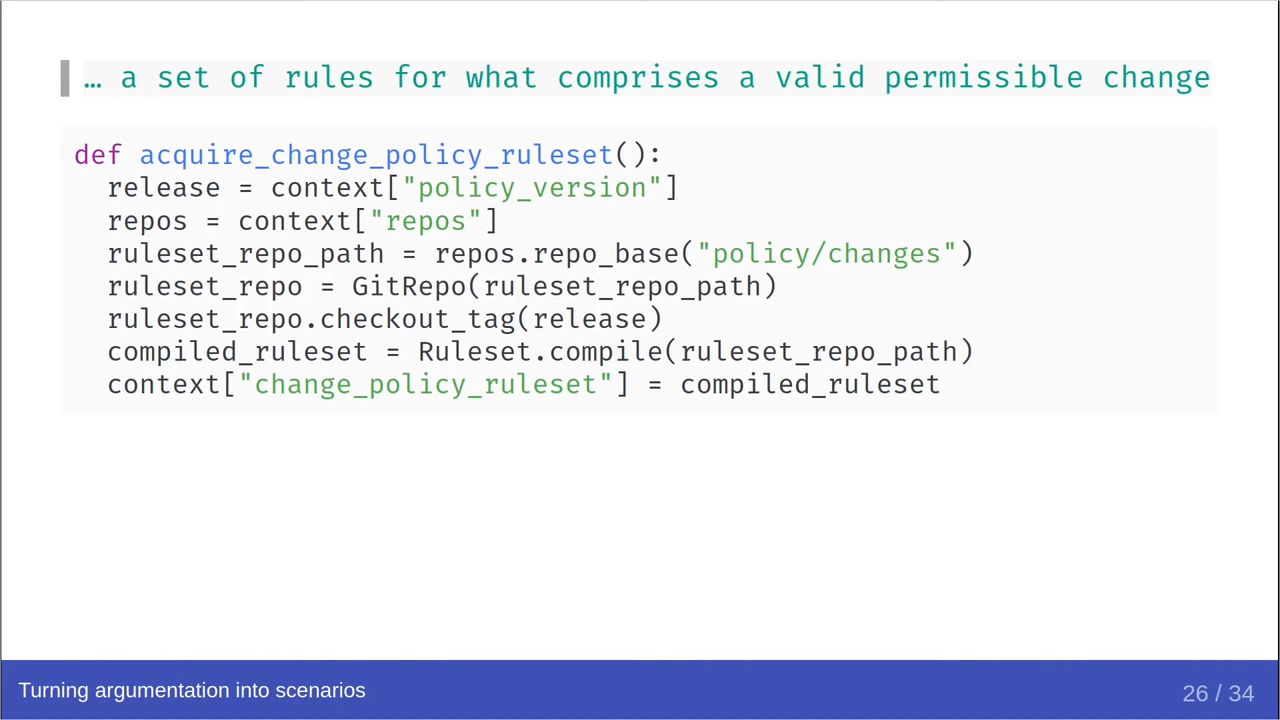 … a set of rules for what comprises a valid permissible change
def acquire_change_policy_ruleset():
  release = context["policy_version"]
  repos = context["repos"]
  ruleset_repo_path = repos.repo_base("policy/changes")
  ruleset_repo = GitRepo(ruleset_repo_path)
  ruleset_repo.checkout_tag(release)
  compiled_ruleset = Ruleset.compile(ruleset_repo_path)
  context["change_policy_ruleset"] = compiled_ruleset
Turning argumentation into scenarios
26 / 34